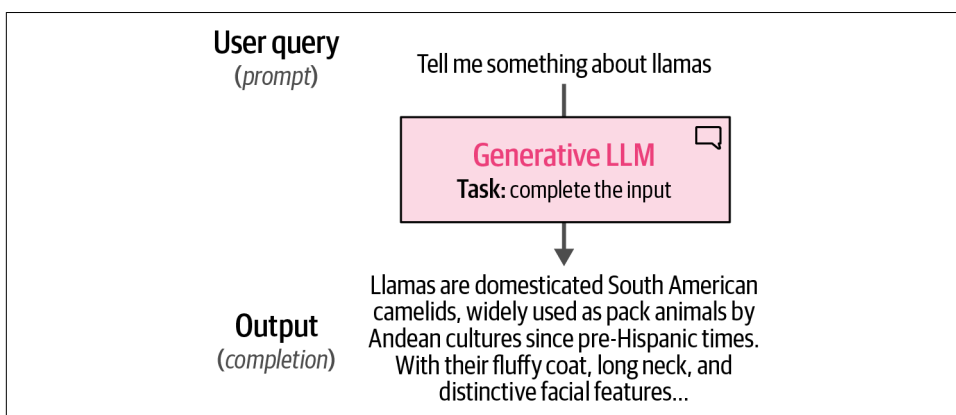 User query
(prompt)
Tell me something about llamas
Generative LLM
Task: complete the input
Output
(completion)
Llamas are domesticated South American
camelids, widely used as pack animals by
Andean cultures since pre-Hispanic times.
With their fluffy coat, long neck, and
distinctive facial features...